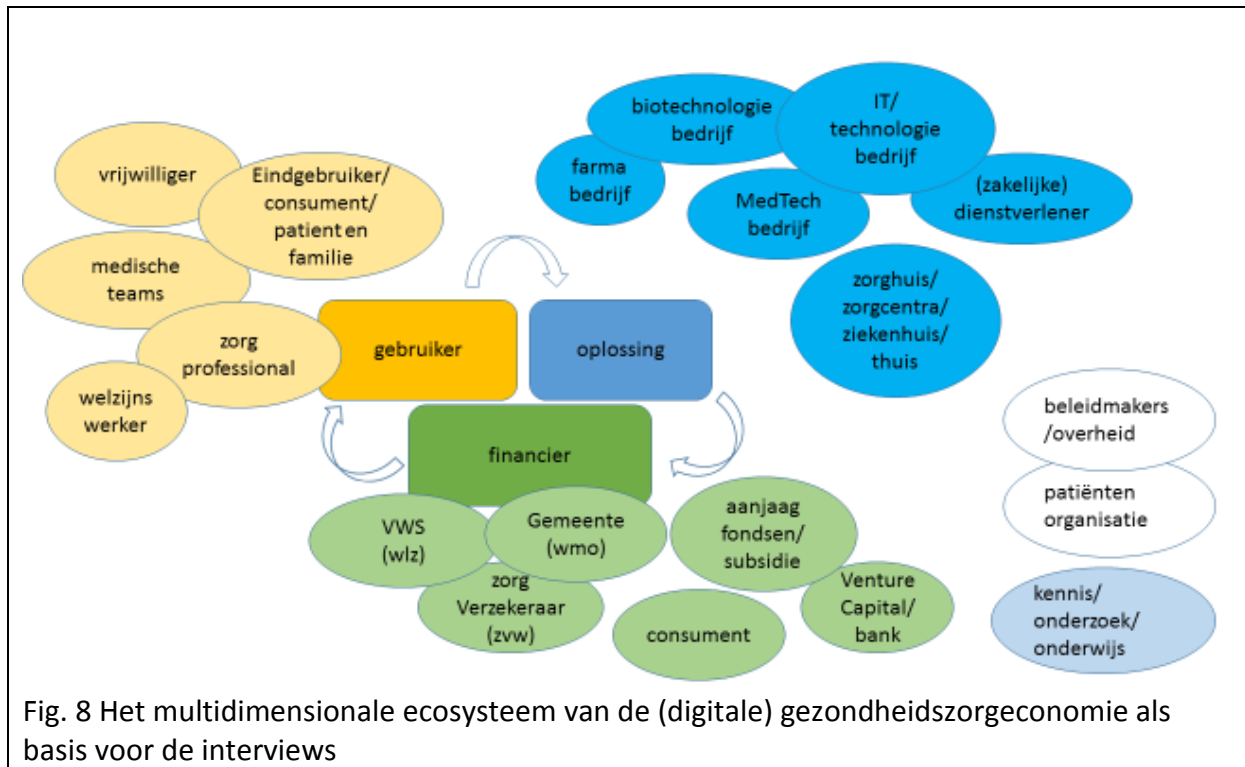 vrijwilliger
Eindgebruiker/
consument/
patient en
familie
medische
teams
zorg
professional
welzijns
werker
biotechnologie
bedrijf
IT/
technologie
bedrijf
farma
bedrijf
MedTech
bedrijf
(zakelijke)
dienstverlener
zorghuis/
zorgcentra/
ziekenhuis/
thuis
gebruiker
oplossing
financier
VWS
(wlz)
Gemeente
(wmo)
zorg
Verzekeraar
(zvw)
aanjaag
fondsen/
subsidie
consument
Venture
Capital/
bank
beleidmakers
/overheid
patiënten
organisatie
kennis/
onderzoek/
onderwijs
Fig. 8 Het multidimensionale ecosysteem van de (digitale) gezondheidszorgeconomie als
basis voor de interviews